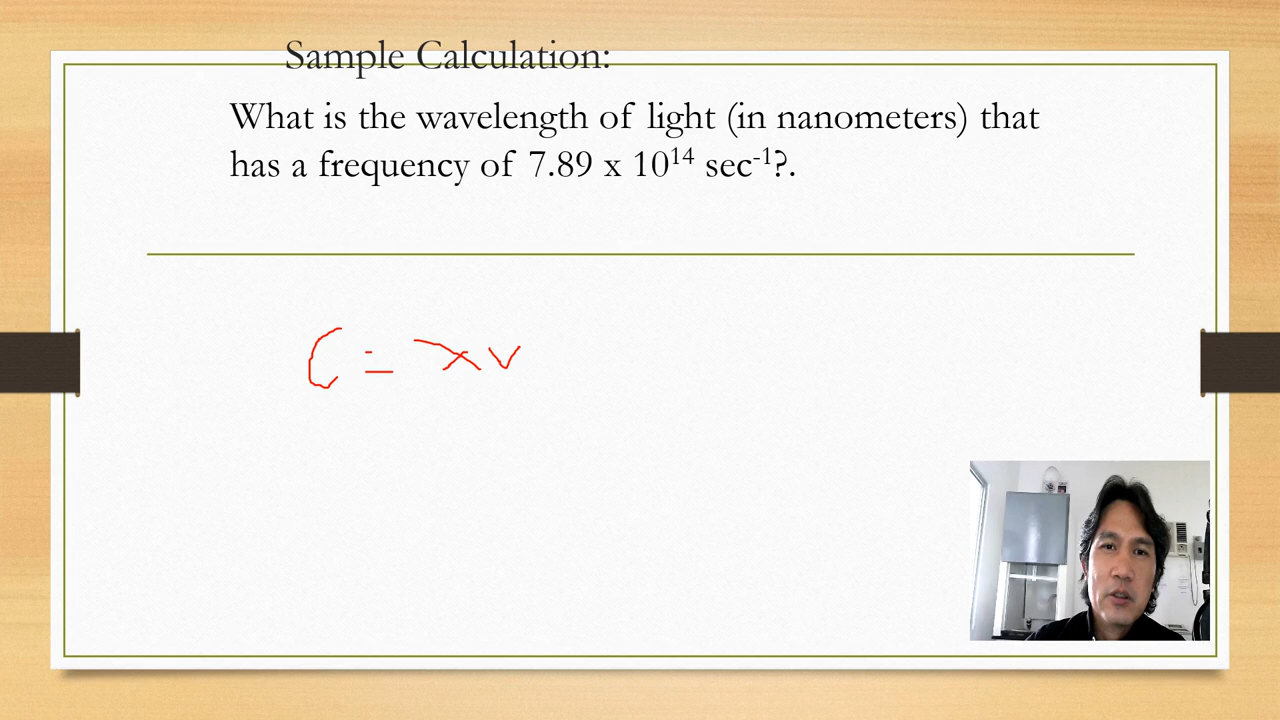 Sample Calculation:
What is the wavelength of light (in nanometers) that
has a frequency of 7.89 x 10¹⁴ sec⁻¹?.
C = λν